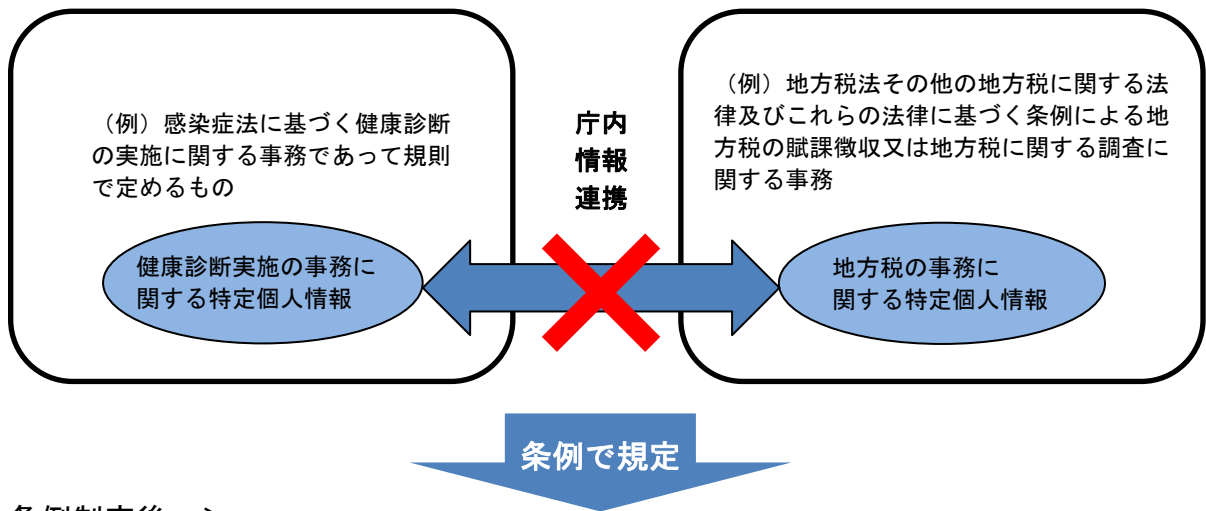 （例）感染症法に基づく健康診断
の実施に関する事務であって規則
で定めるもの
健康診断実施の事務に
関する特定個人情報
庁内
情報
連携
（例）地方税法その他の地方税に関する法
律及びこれらの法律に基づく条例による地
方税の賦課徴収又は地方税に関する調査に
関する事務
地方税の事務に
関する特定個人情報
条例で規定